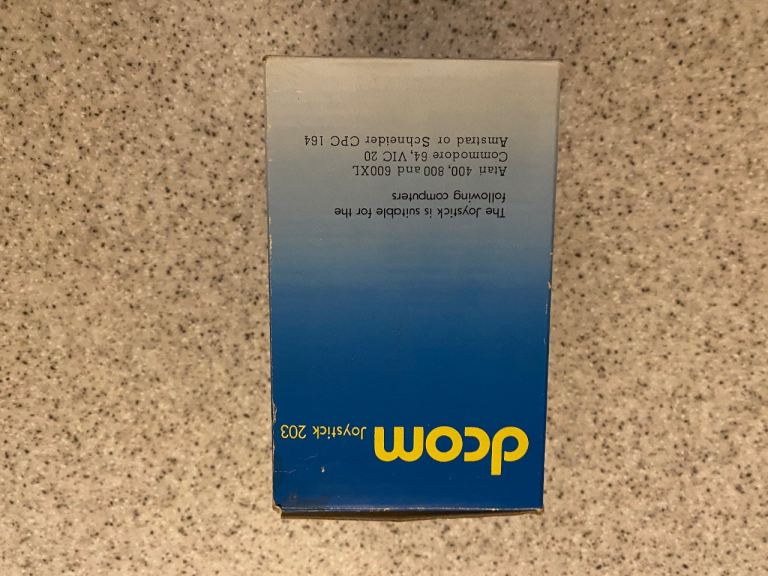 dcom Joystick 203
The Joystick is suitable for the
following computers
Atari 400, 800 and 600XL
Commodore 64, VIC 20
Amstrad or Schneider CPC 164